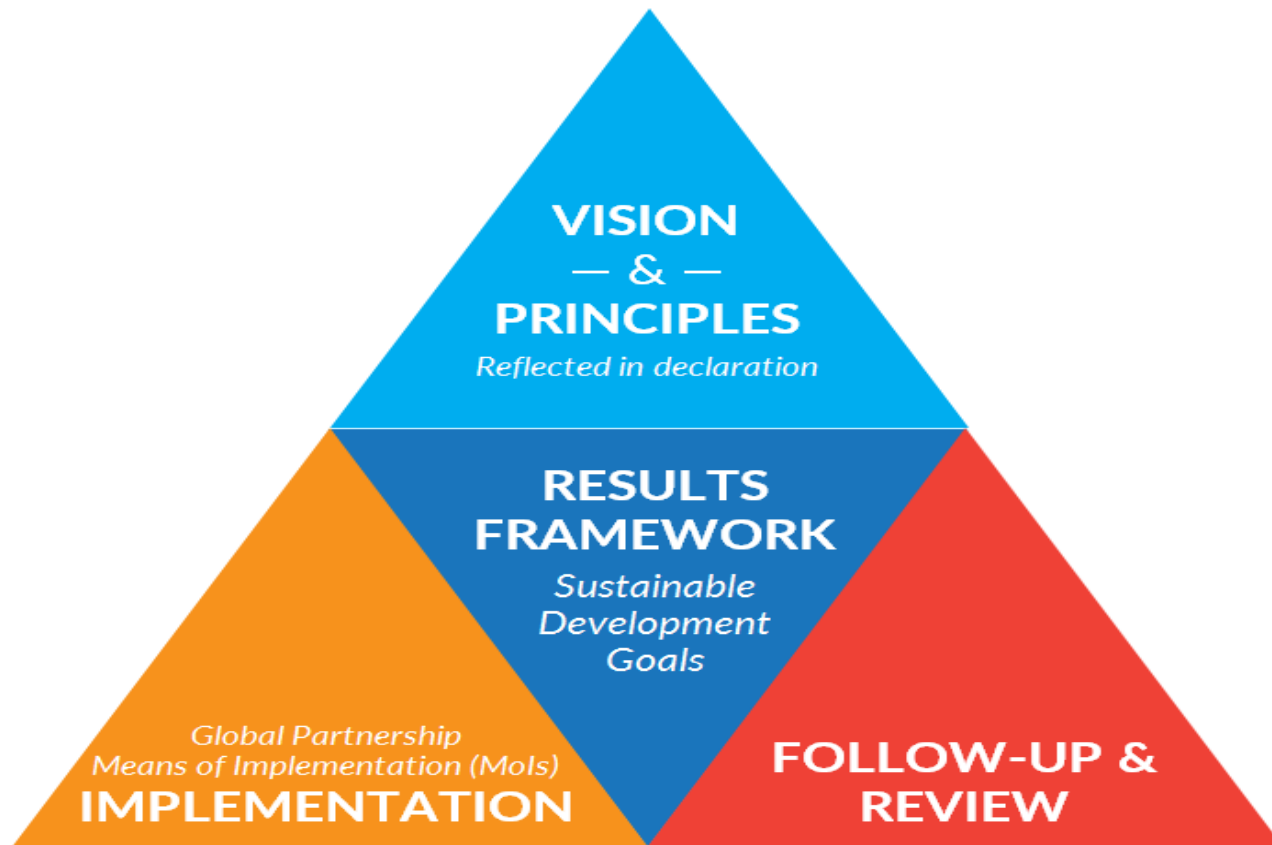 VISION
— & —
PRINCIPLES
Reflected in declaration
RESULTS
FRAMEWORK
Sustainable
Development
Goals
Global Partnership
Means of Implementation (MoIs)
IMPLEMENTATION
FOLLOW-UP &
REVIEW